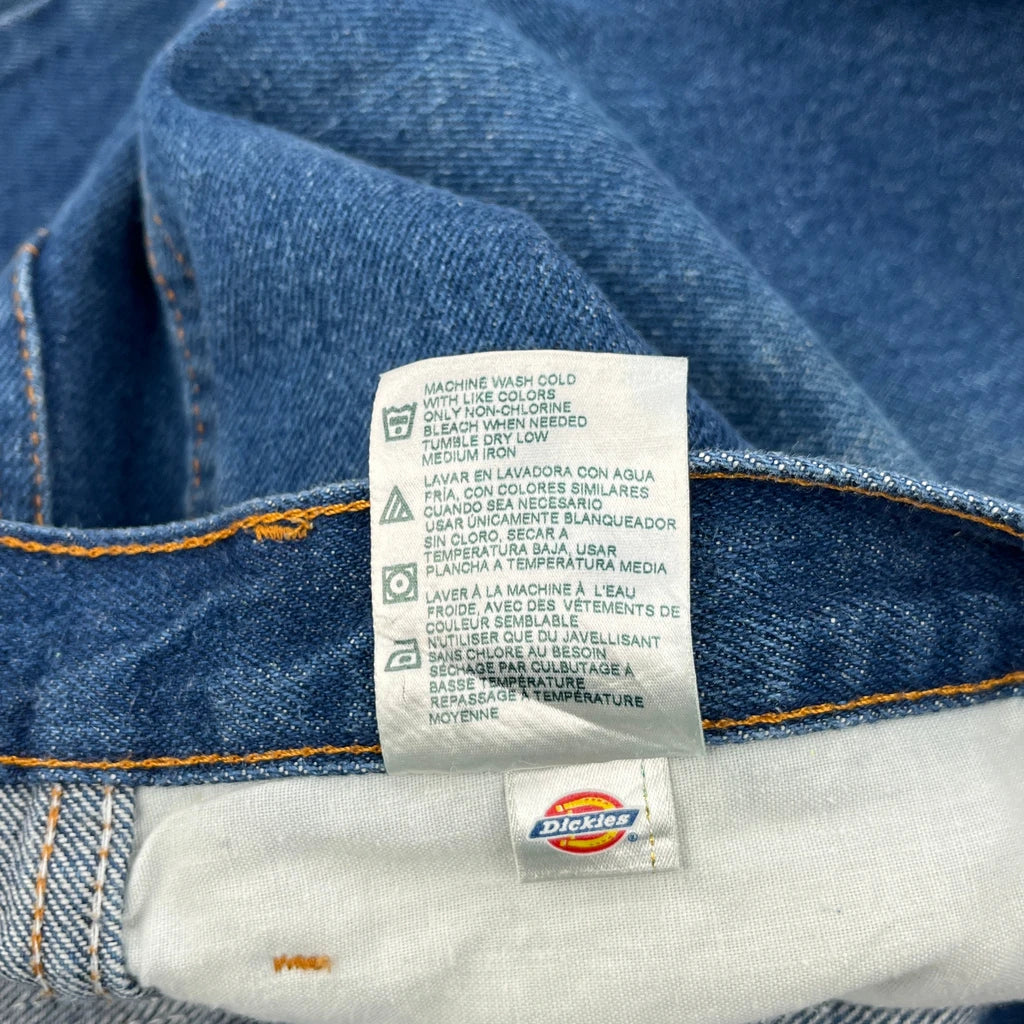 MACHINE WASH COLD
WITH LIKE COLORS
ONLY NON-CHLORINE
BLEACH WHEN NEEDED
TUMBLE DRY LOW
MEDIUM IRON
LAVAR EN LAVADORA CON AGUA
FRÍA, CON COLORES SIMILARES
CUANDO SEA NECESARIO
USAR ÚNICAMENTE BLANQUEADOR
SIN CLORO, SECAR A
TEMPERATURA BAJA, USAR
PLANCHA A TEMPERATURA MEDIA
LAVER À LA MACHINE À L'EAU
FROIDE, AVEC DES VÉTEMENTS DE
COULEUR SEMBLABLE
N'UTILISER QUE DU JAVELLISANT
SANS CHLORE AU BESOIN
SÉCHAGE PAR CULBUTAGE À
BASSE TEMPÉRATURE
REPASSAGE À TEMPÉRATURE
MOYENNE
Dickies®